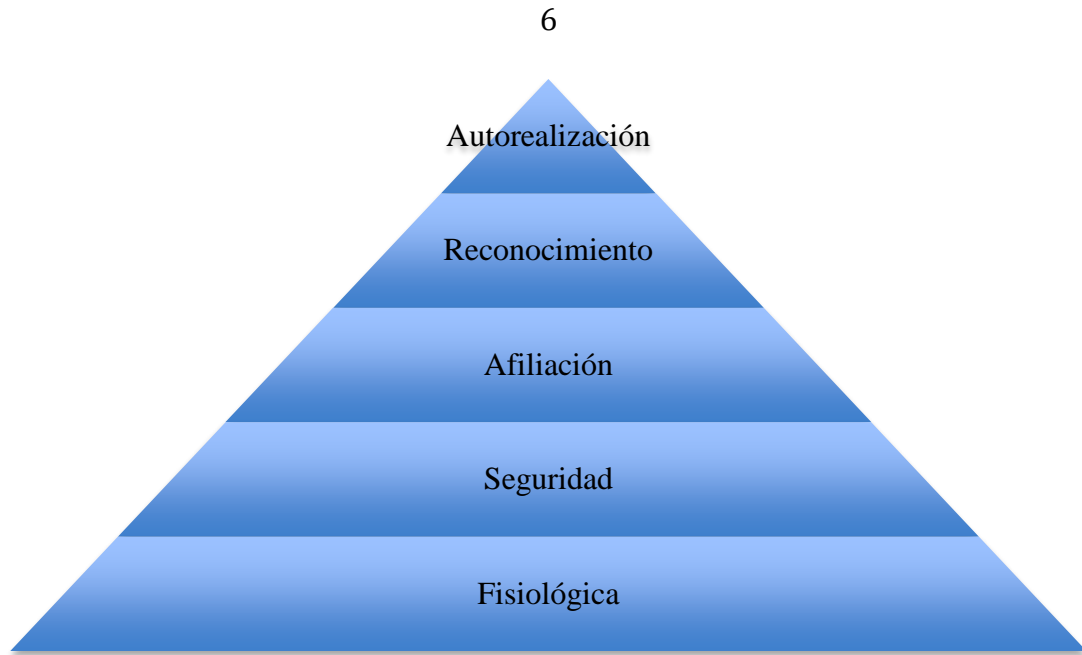 6
Autorealización
Reconocimiento
Afiliación
Seguridad
Fisiológica